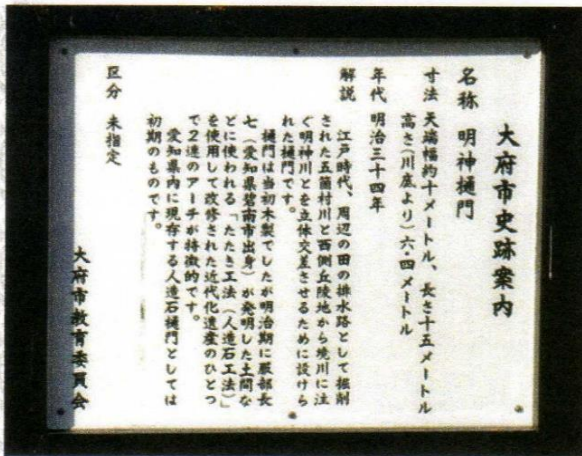 大府市史跡案内
名称 明神樋門
寸法 天端幅約十メートル、長さ十五メートル
高さ(川底より)六・四メートル
年代 明治三十四年
解説 江戸時代、周辺の田の排水路として掘削
された五箇村川と西側丘陵地から境川に注
ぐ明神川とを立体交差させるために設けら
れた樋門です。
樋門は当初木製でしたが明治期に服部長
七(愛知県碧南市出身)が発明した土間な
どに使われる「たたき工法(人造石工法)」
を使用して改修された近代化遺産のひとつ
で2連のアーチが特徴的です。
愛知県内に現存する人造石樋門としては
初期のものです。
区分 未指定
大府市教育委員会